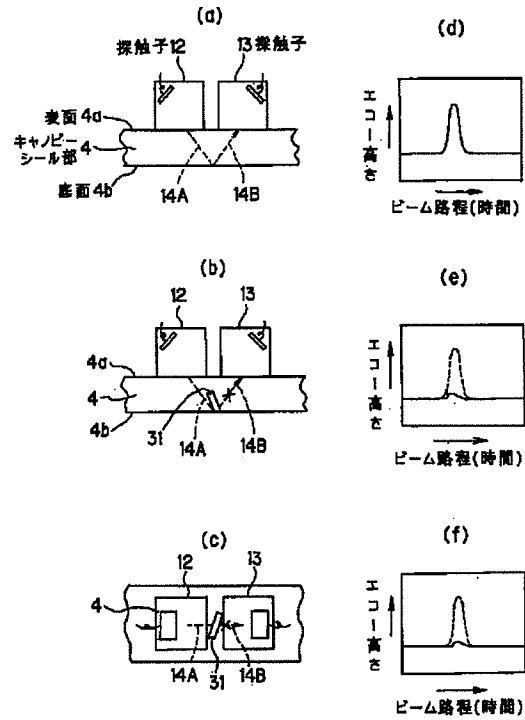 (a)
探触子12
13探触子
表面4a
キャノピー
シール部
4
底面4b
14A
14B
(d)
エコー高さ
ビーム路程(時間)
(b)
12
13
4a
4
4b
31
14A
14B
(e)
エコー高さ
ビーム路程(時間)
(c)
12
13
4
14A
31
14B
(f)
エコー高さ
ビーム路程(時間)